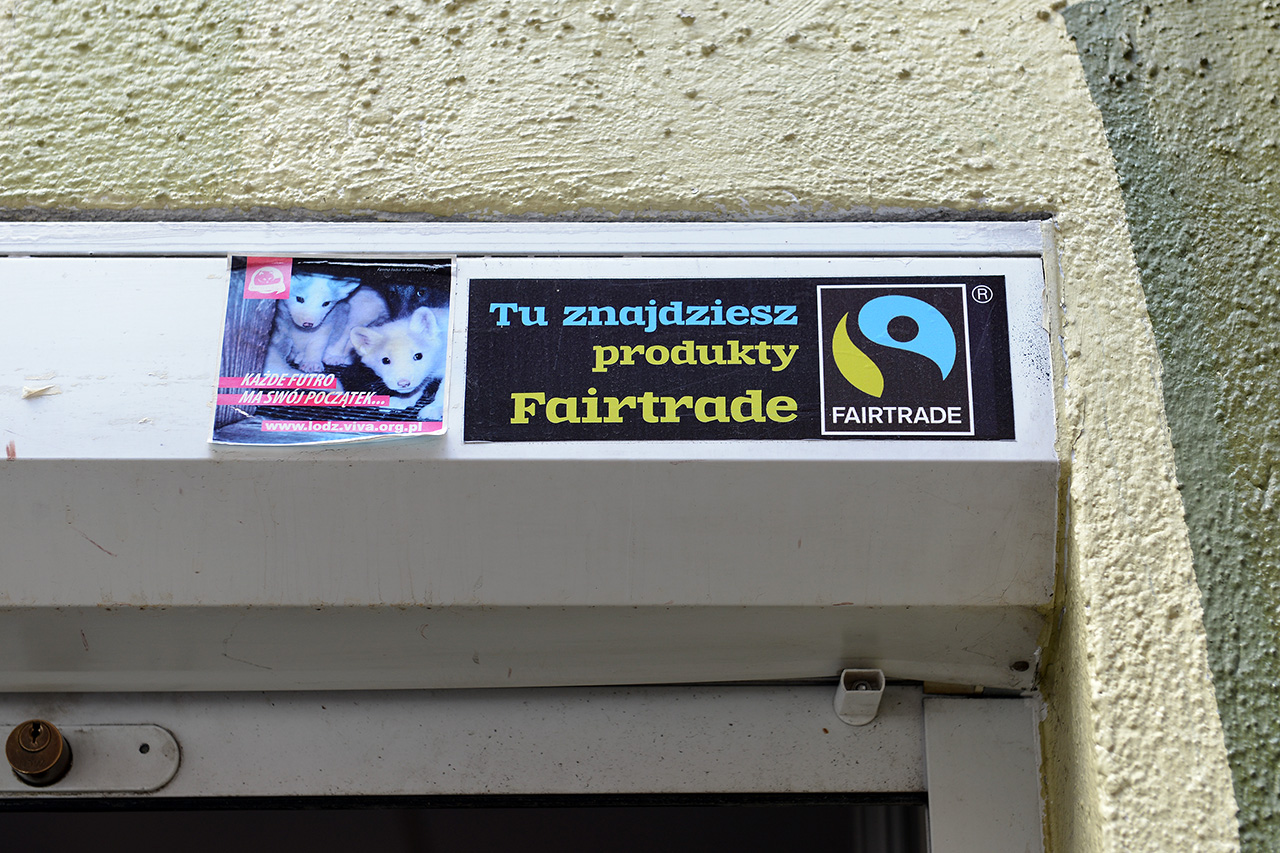 KAŻDE FUTRO
MA SWÓJ POCZĄTEK...
www.lodz.viva.org.pl
Tu znajdziesz
produkty
Fairtrade
®
FAIRTRADE